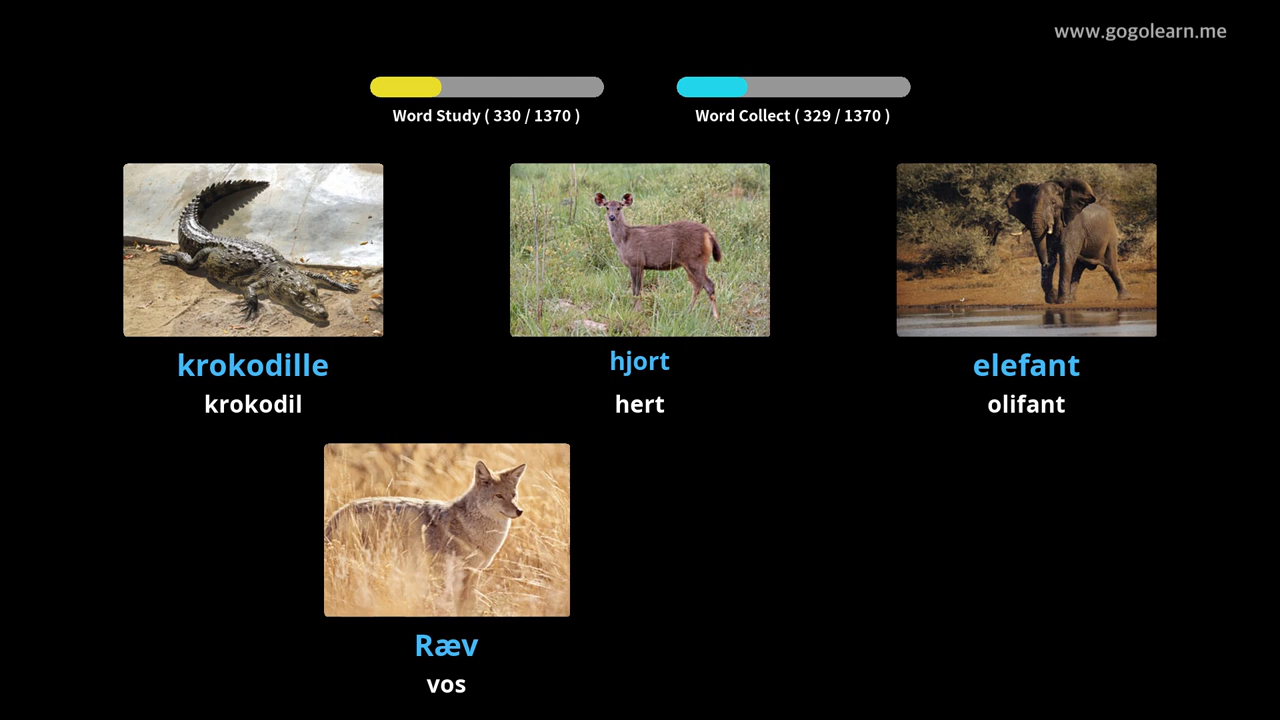 www.gogolearn.me
Word Study ( 330 / 1370 )
Word Collect ( 329 / 1370 )
krokodille
krokodil
hjort
hert
elefant
olifant
Ræv
vos